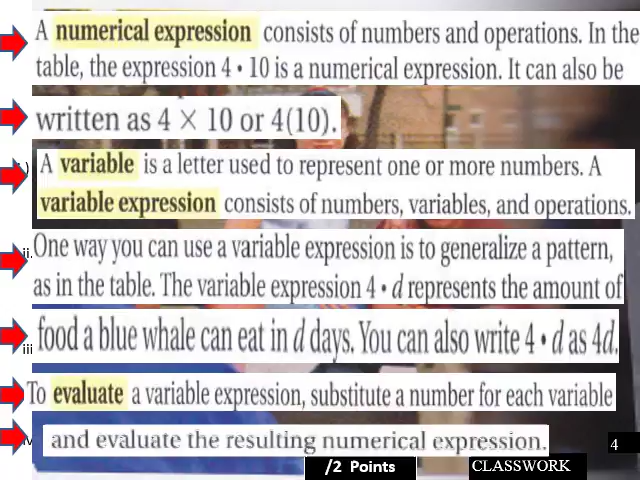 A numerical expression consists of numbers and operations. In the
table, the expression 4 • 10 is a numerical expression. It can also be
written as 4 × 10 or 4(10).
A variable is a letter used to represent one or more numbers. A
variable expression consists of numbers, variables, and operations.
ii. One way you can use a variable expression is to generalize a pattern,
as in the table. The variable expression 4 • d represents the amount of
iii food a blue whale can eat in d days. You can also write 4 • d as 4d.
To evaluate a variable expression, substitute a number for each variable
and evaluate the resulting numerical expression.
4
/2 Points
CLASSWORK